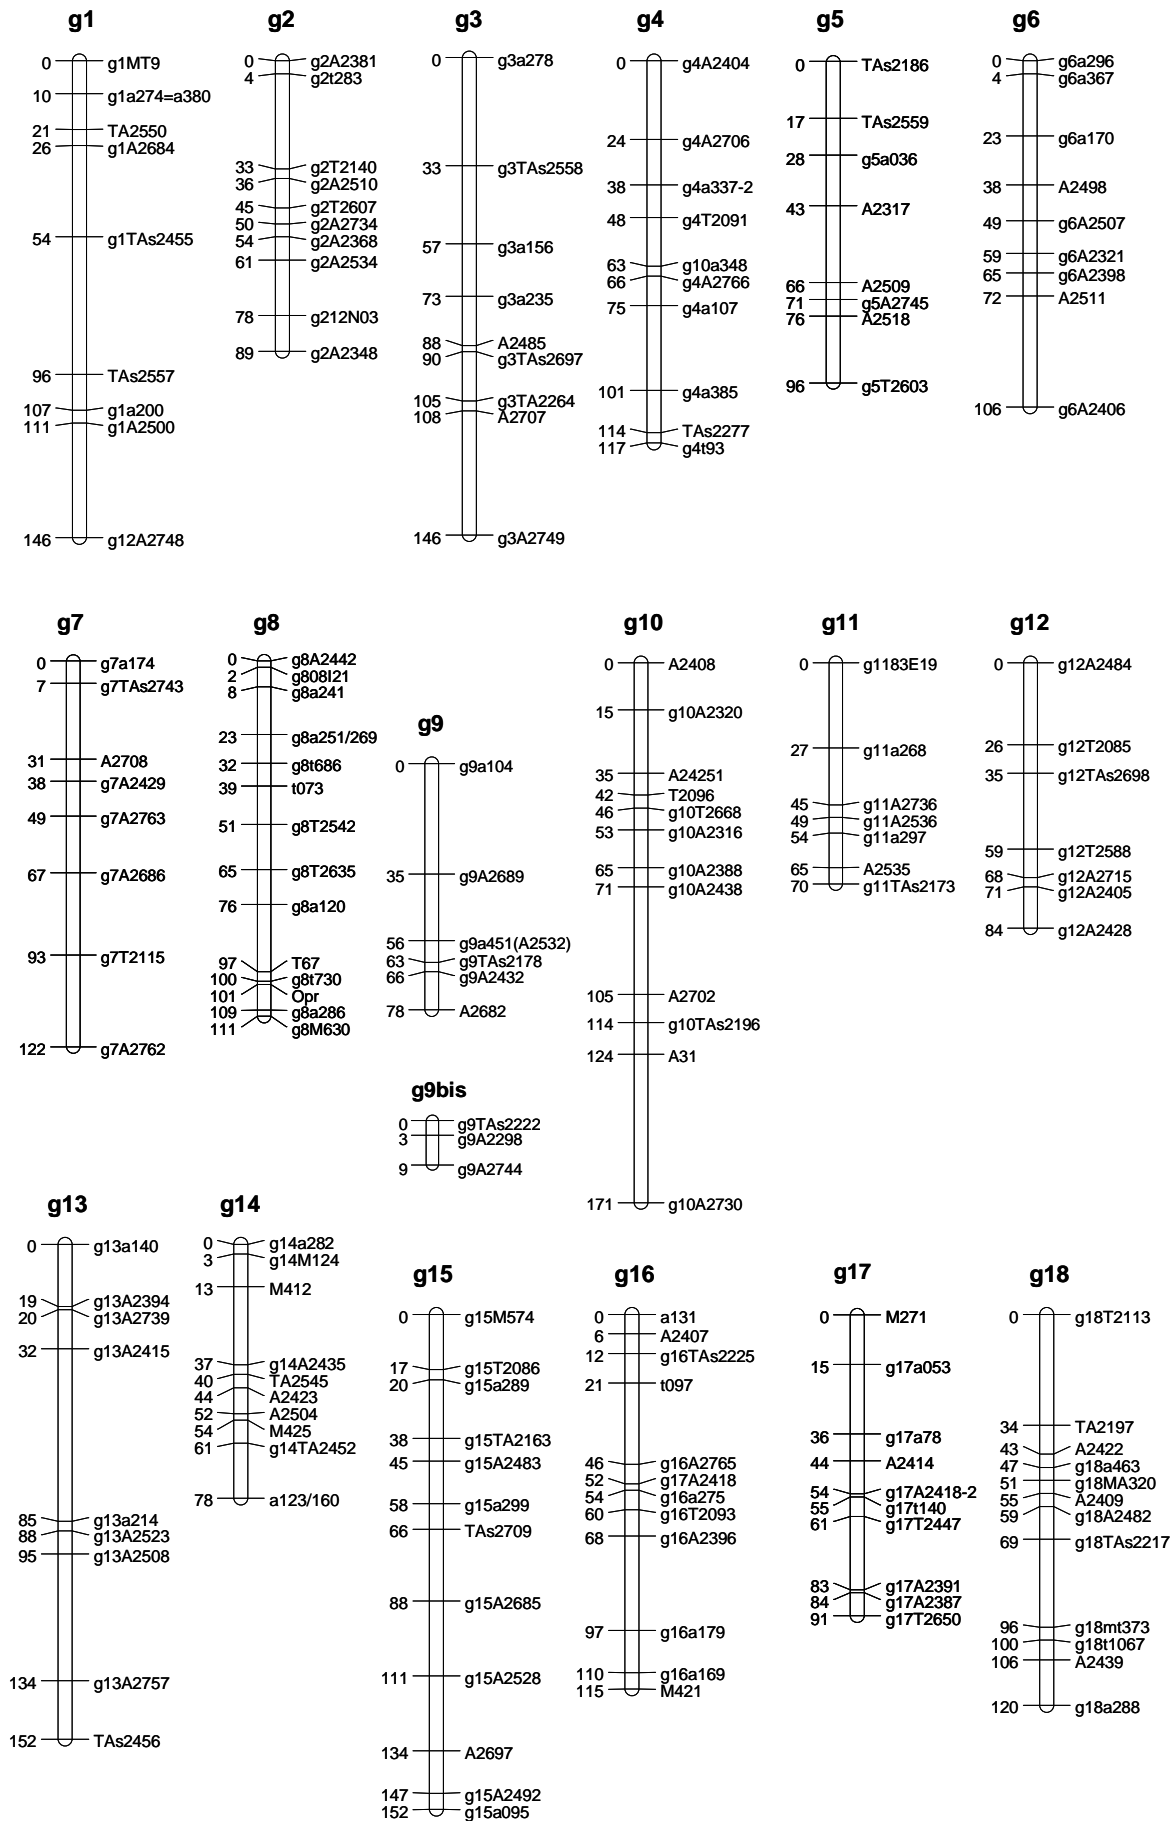 g1
0 g1MT9
10 g1a274=a380
21 TA2550
26 g1A2684
54 g1TAs2455
96 TAs2557
107 g1a200
111 g1A2500
146 g12A2748
g2
0 g2A2381
4 g2t283
33 g2T2140
36 g2A2510
45 g2T2607
50 g2A2734
54 g2A2368
61 g2A2534
78 g212N03
89 g2A2348
g3
0 g3a278
33 g3TAs2558
57 g3a156
73 g3a235
88 A2485
90 g3TAs2697
105 g3TA2264
108 A2707
146 g3A2749
g4
0 g4A2404
24 g4A2706
38 g4a337-2
48 g4T2091
63 g10a348
66 g4A2766
75 g4a107
101 g4a385
114 TAs2277
117 g4t93
g5
0 TAs2186
17 TAs2559
28 g5a036
43 A2317
66 A2509
71 g5A2745
76 A2518
96 g5T2603
g6
0 g6a296
4 g6a367
23 g6a170
38 A2498
49 g6A2507
59 g6A2321
65 g6A2398
72 A2511
106 g6A2406
g7
0 g7a174
7 g7TAs2743
31 A2708
38 g7A2429
49 g7A2763
67 g7A2686
93 g7T2115
122 g7A2762
g8
0 g8A2442
2 g808I21
8 g8a241
23 g8a251/269
32 g8t686
39 t073
51 g8T2542
65 g8T2635
76 g8a120
97 T67
100 g8t730
101 Opr
109 g8a286
111 g8M630
g9
0 g9a104
35 g9A2689
56 g9a451(A2532)
63 g9TAs2178
66 g9A2432
78 A2682
g9bis
0 g9TAs2222
3 g9A2298
9 g9A2744
g10
0 A2408
15 g10A2320
35 A24251
42 T2096
46 g10T2668
53 g10A2316
65 g10A2388
71 g10A2438
105 A2702
114 g10TAs2196
124 A31
171 g10A2730
g11
0 g1183E19
27 g11a268
45 g11A2736
49 g11A2536
54 g11a297
65 A2535
70 g11TAs2173
g12
0 g12A2484
26 g12T2085
35 g12TAs2698
59 g12T2588
68 g12A2715
71 g12A2405
84 g12A2428
g13
0 g13a140
19 g13A2394
20 g13A2739
32 g13A2415
85 g13a214
88 g13A2523
95 g13A2508
134 g13A2757
152 TAs2456
g14
0 g14a282
3 g14M124
13 M412
37 g14A2435
40 TA2545
44 A2423
52 A2504
54 M425
61 g14TA2452
78 a123/160
g15
0 g15M574
17 g15T2086
20 g15a289
38 g15TA2163
45 g15A2483
58 g15a299
66 TAs2709
88 g15A2685
111 g15A2528
134 A2697
147 g15A2492
152 g15a095
g16
0 a131
6 A2407
12 g16TAs2225
21 t097
46 g16A2765
52 g17A2418
54 g16a275
60 g16T2093
68 g16A2396
97 g16a179
110 g16a169
115 M421
g17
0 M271
15 g17a053
36 g17a78
44 A2414
54 g17A2418-2
55 g17t140
61 g17T2447
83 g17A2391
84 g17A2387
91 g17T2650
g18
0 g18T2113
34 TA2197
43 A2422
47 g18a463
51 g18MA320
55 A2409
59 g18A2482
69 g18TAs2217
96 g18mt373
100 g18t1067
106 A2439
120 g18a288